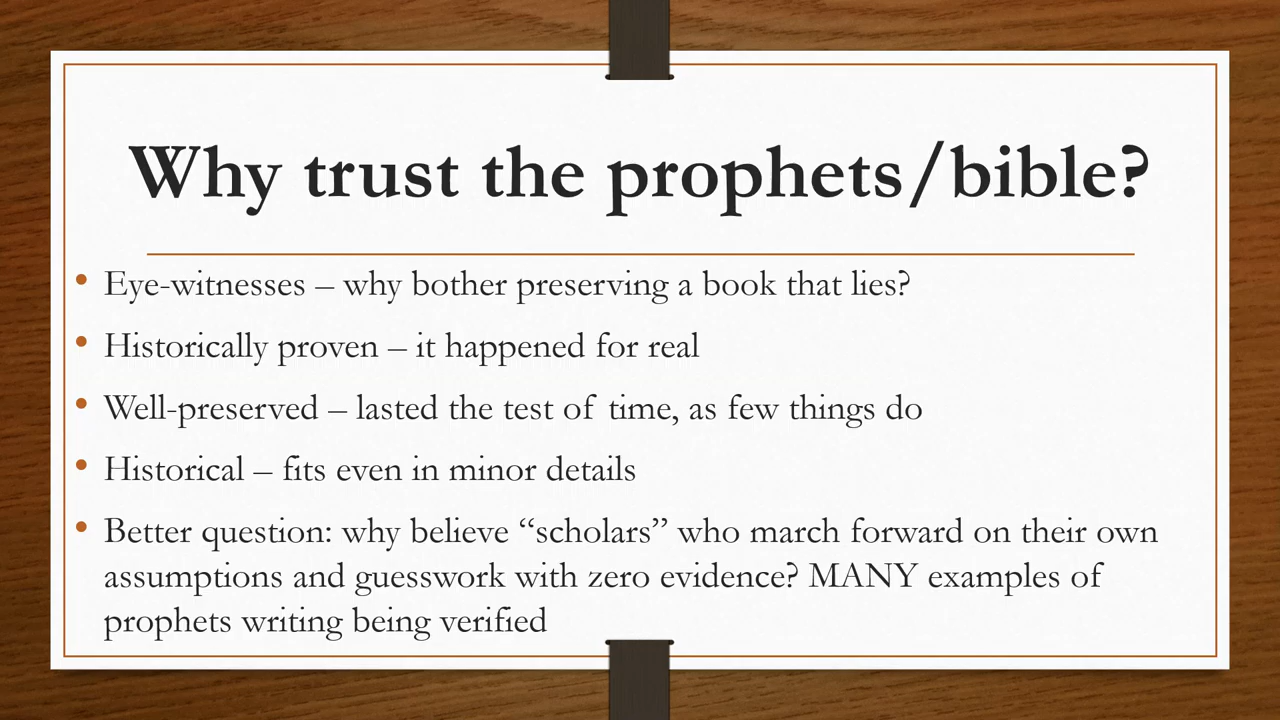 Why trust the prophets/bible?
• Eye-witnesses – why bother preserving a book that lies?
• Historically proven – it happened for real
• Well-preserved – lasted the test of time, as few things do
• Historical – fits even in minor details
• Better question: why believe “scholars” who march forward on their own
assumptions and guesswork with zero evidence? MANY examples of
prophets writing being verified